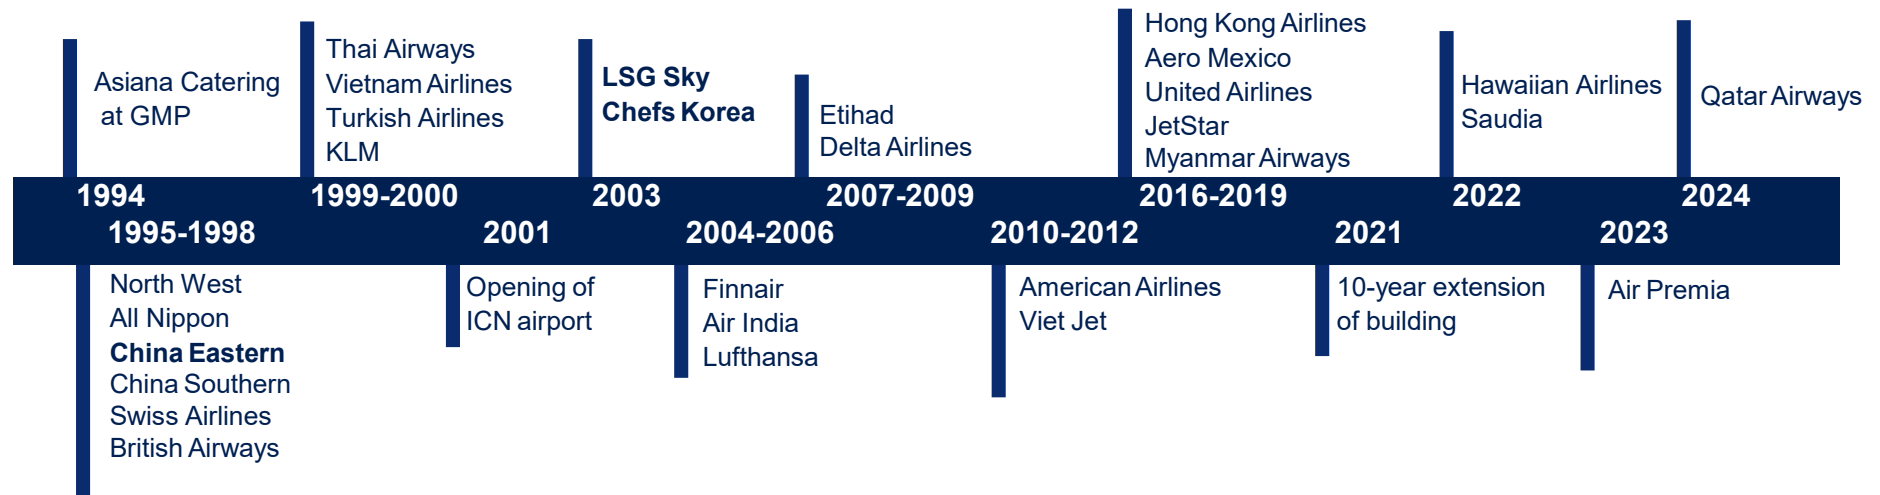 Asiana Catering
at GMP
1994
1995-1998
North West
All Nippon
China Eastern
China Southern
Swiss Airlines
British Airways
Thai Airways
Vietnam Airlines
Turkish Airlines
KLM
1999-2000
2001
Opening of
ICN airport
LSG Sky
Chefs Korea
2003
2004-2006
Finnair
Air India
Lufthansa
Etihad
Delta Airlines
2007-2009
2010-2012
American Airlines
Viet Jet
Hong Kong Airlines
Aero Mexico
United Airlines
JetStar
Myanmar Airways
2016-2019
2021
10-year extension
of building
Hawaiian Airlines
Saudia
2022
2023
Air Premia
Qatar Airways
2024